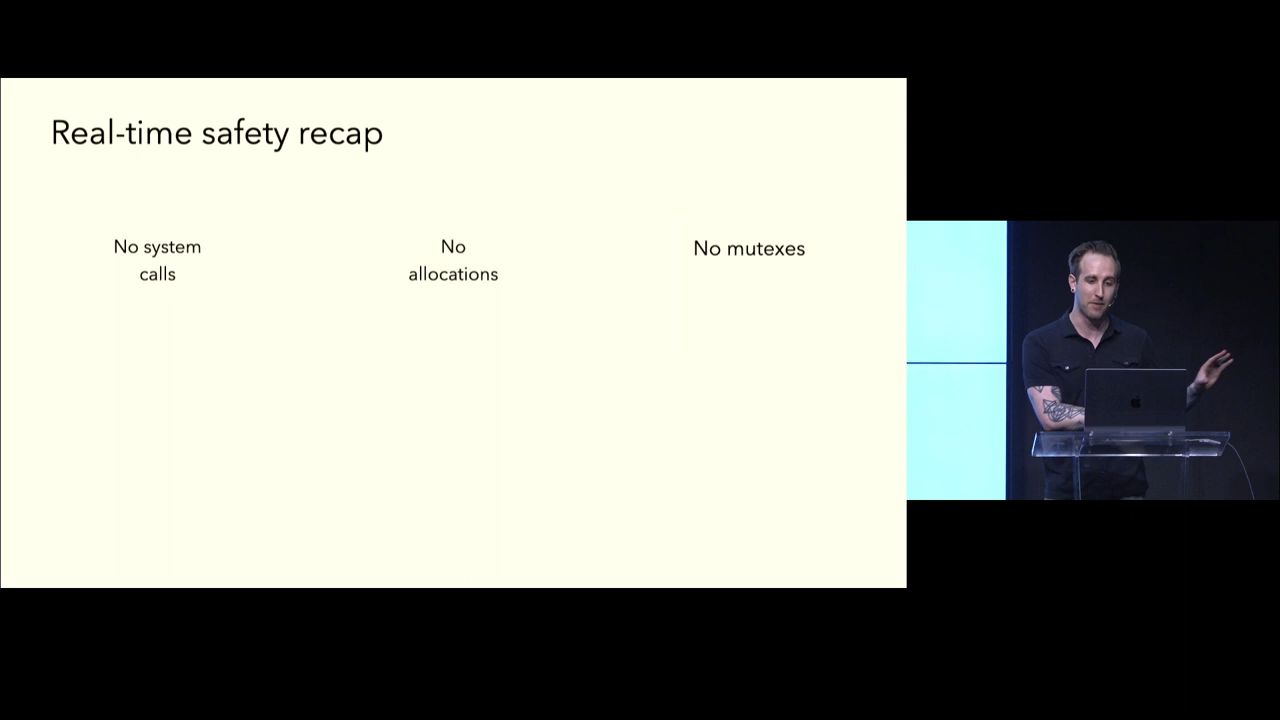 Real-time safety recap
No system
calls
No
allocations
No mutexes